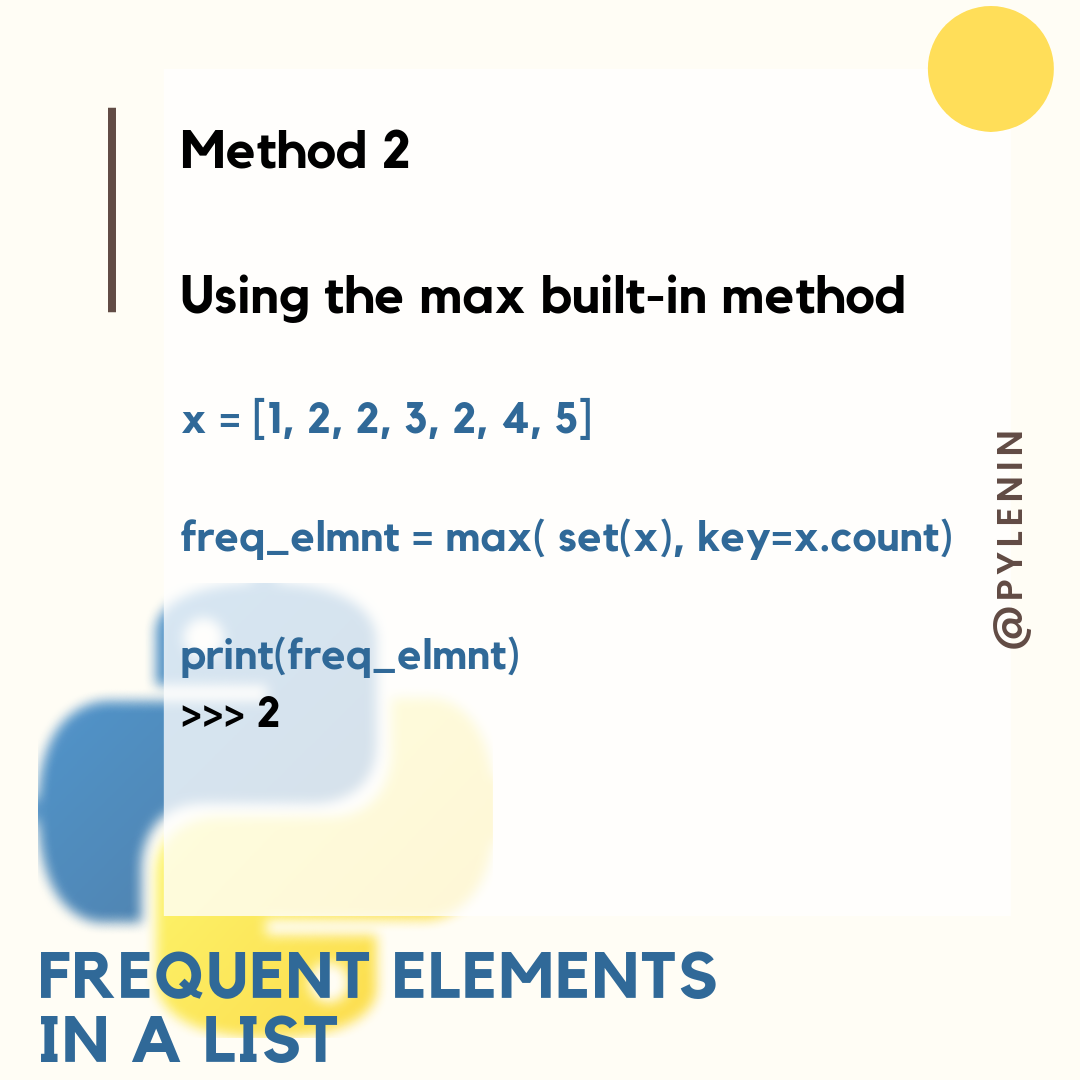 Method 2
Using the max built-in method
x = [1, 2, 2, 3, 2, 4, 5]
freq_elmnt = max( set(x), key=x.count)
print(freq_elmnt)
>>> 2
@PYLENIN
FREQUENT ELEMENTS
IN A LIST